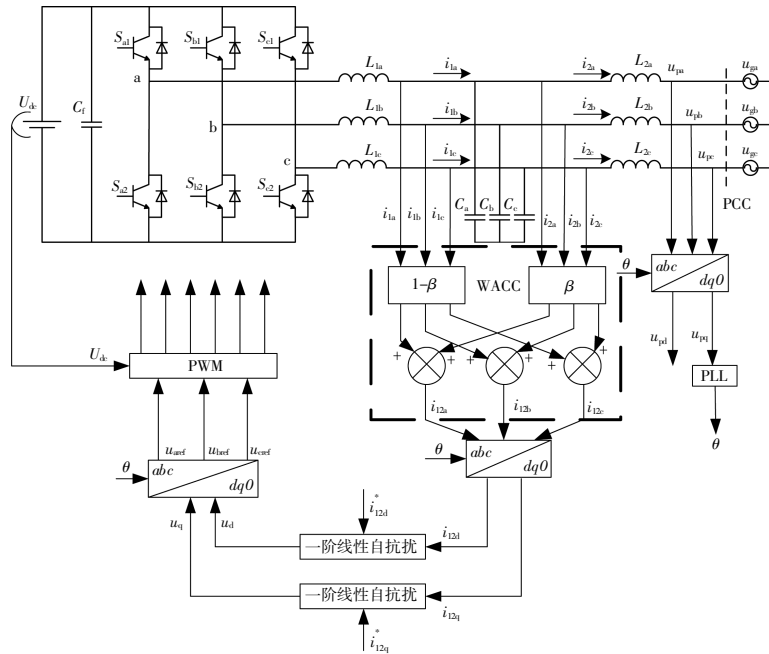 S_a1 S_b1 S_c1
L_1a i_1a i_2a L_2a u_pa u_ga
a
U_dc C_f
L_1b i_1b i_2b L_2b u_pb u_gb
b
L_1c i_1c i_2c L_2c u_pc u_gc
c
S_a2 S_b2 S_c2
i_1a i_1b i_1c C_a C_b C_c i_2a i_2b i_2c
PCC
θ abc dq0
1-β WACC β
u_pd u_pq
U_dc PWM
+ + + + + +
PLL
θ
i_12a i_12b i_12c
u_aref u_bref u_cref
θ abc dq0
θ abc dq0
i*_12d
u_q u_d
一阶线性自抗扰
i_12d
一阶线性自抗扰
i_12q
i*_12q